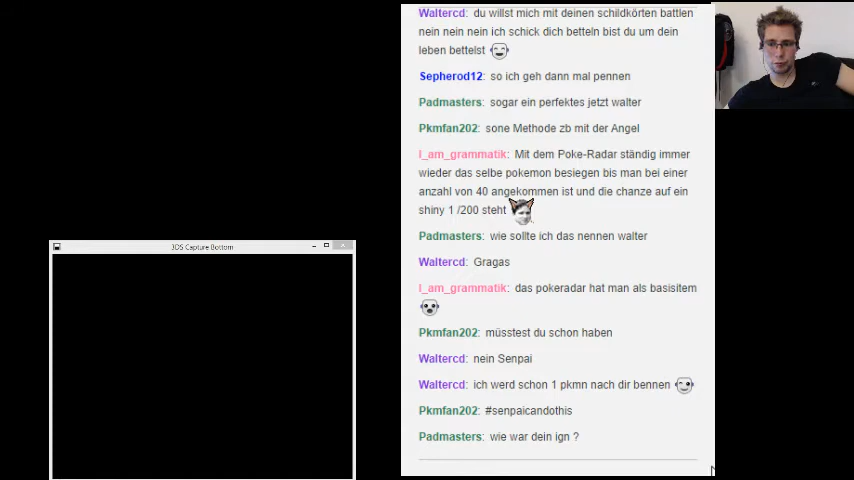 Waltercd: du willst mich mit deinen schildkörten battlen
nein nein nein ich schick dich betteln bist du um dein
leben bettelst
Sepherod12: so ich geh dann mal pennen
Padmasters: sogar ein perfektes jetzt walter
Pkmfan202: sone Methode zb mit der Angel
I_am_grammatik: Mit dem Poke-Radar ständig immer
wieder das selbe pokemon besiegen bis man bei einer
anzahl von 40 angekommen ist und die chanze auf ein
shiny 1 /200 steht
Padmasters: wie sollte ich das nennen walter
3DS Capture Bottom
Waltercd: Gragas
I_am_grammatik: das pokeradar hat man als basisitem
Pkmfan202: müsstest du schon haben
Waltercd: nein Senpai
Waltercd: ich werd schon 1 pkmn nach dir bennen
Pkmfan202: #senpaicandothis
Padmasters: wie war dein ign ?